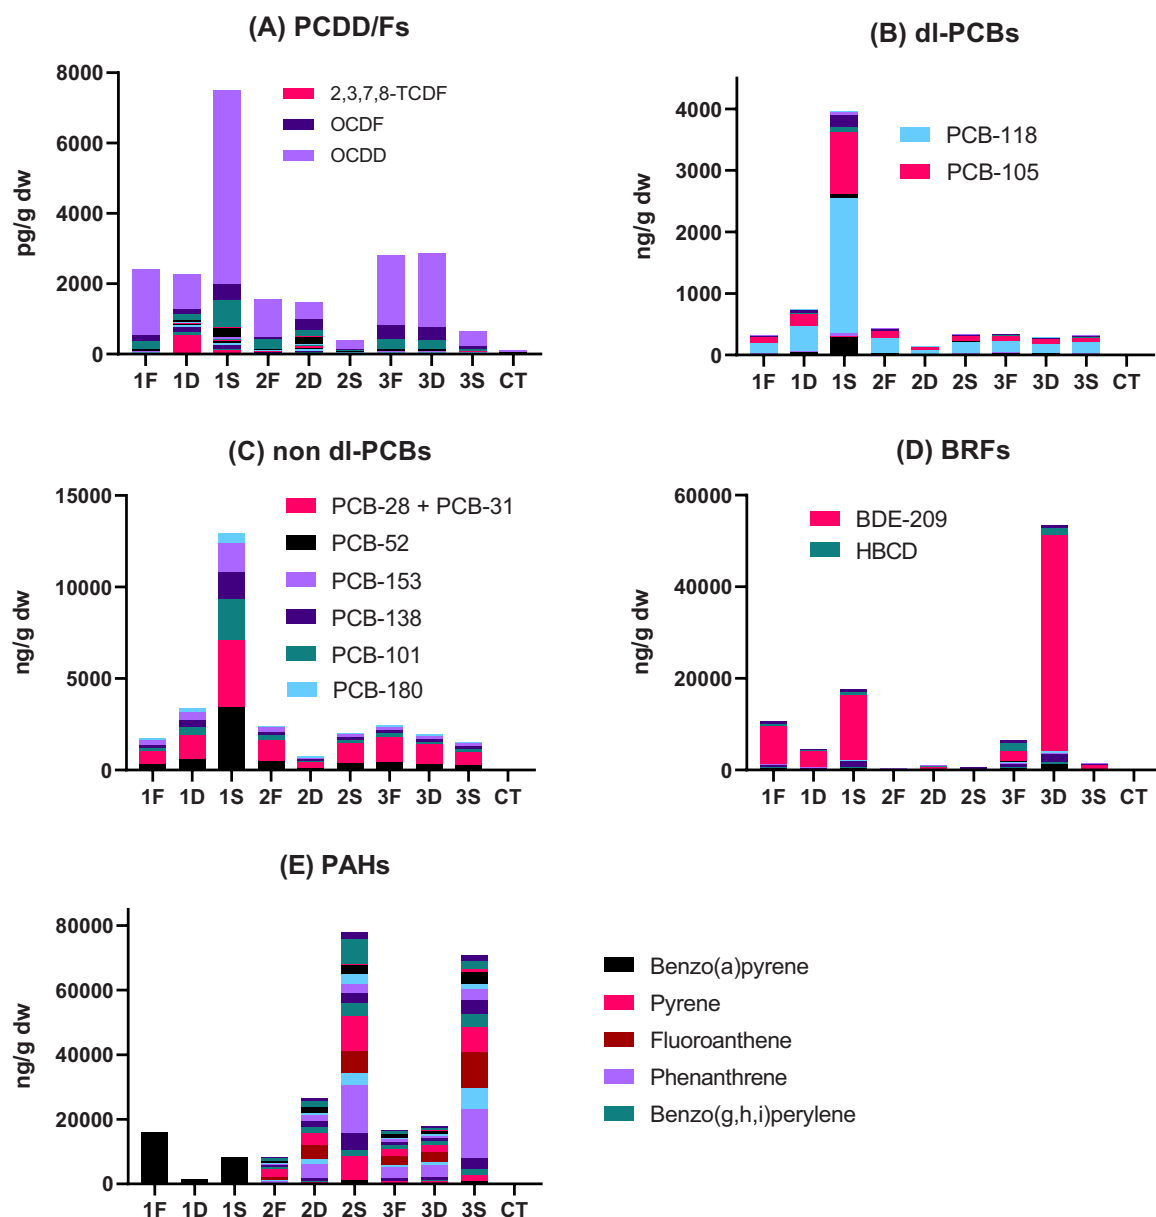 (A) PCDD/Fs
pg/g dw
8000
6000
4000
2000
0
2,3,7,8-TCDF
OCDF
OCDD
1F 1D 1S 2F 2D 2S 3F 3D 3S CT
(B) dl-PCBs
ng/g dw
4000
3000
2000
1000
0
PCB-118
PCB-105
1F 1D 1S 2F 2D 2S 3F 3D 3S CT
(C) non dl-PCBs
ng/g dw
15000
10000
5000
0
PCB-28 + PCB-31
PCB-52
PCB-153
PCB-138
PCB-101
PCB-180
1F 1D 1S 2F 2D 2S 3F 3D 3S CT
(D) BRFs
ng/g dw
60000
40000
20000
0
BDE-209
HBCD
1F 1D 1S 2F 2D 2S 3F 3D 3S CT
(E) PAHs
ng/g dw
80000
60000
40000
20000
0
1F 1D 1S 2F 2D 2S 3F 3D 3S CT
Benzo(a)pyrene
Pyrene
Fluoroanthene
Phenanthrene
Benzo(g,h,i)perylene